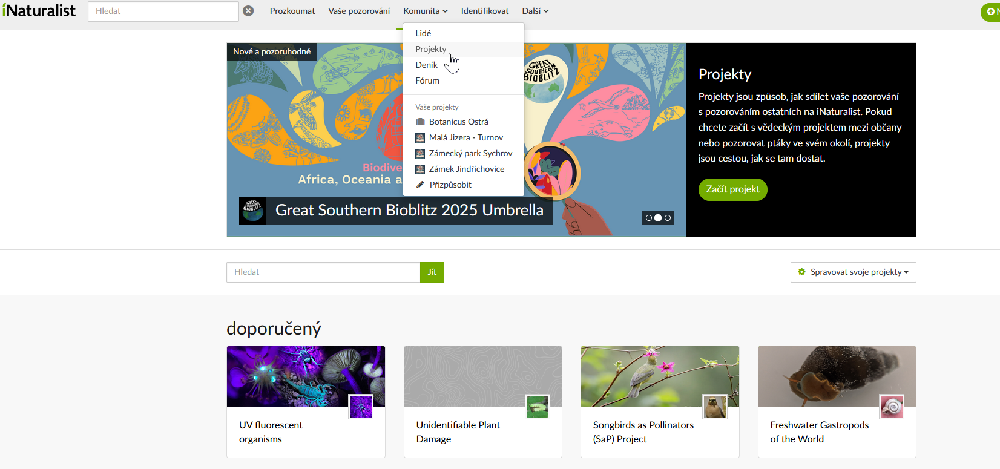 iNaturalist
Hledat
Prozkoumat
Vaše pozorování
Komunita
Identifikovat
Další
N
Lidé
Projekty
Deník
Fórum
Vaše projekty
Botanicus Ostrá
Malá Jizera - Turnov
Zámecký park Sychrov
Zámek Jindřichovice
Přizpůsobit
Nové a pozoruhodné
GREAT
SOUTHERN
BIOBLITZ
Biodive
Africa, Oceania a
GREAT
SOUTHERN
BIOBLITZ
Great Southern Bioblitz 2025 Umbrella
Projekty
Projekty jsou způsob, jak sdílet vaše pozorování
s pozorováním ostatních na iNaturalist. Pokud
chcete začít s vědeckým projektem mezi občany
nebo pozorovat ptáky ve svém okolí, projekty
jsou cestou, jak se tam dostat.
Začít projekt
Hledat
Jít
Spravovat svoje projekty
doporučený
UV fluorescent
organisms
Unidentifiable Plant
Damage
Songbirds as Pollinators
(SaP) Project
Freshwater Gastropods
of the World